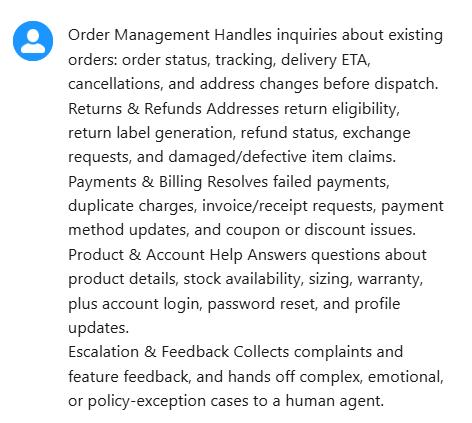 Order Management Handles inquiries about existing
orders: order status, tracking, delivery ETA,
cancellations, and address changes before dispatch.
Returns & Refunds Addresses return eligibility,
return label generation, refund status, exchange
requests, and damaged/defective item claims.
Payments & Billing Resolves failed payments,
duplicate charges, invoice/receipt requests, payment
method updates, and coupon or discount issues.
Product & Account Help Answers questions about
product details, stock availability, sizing, warranty,
plus account login, password reset, and profile
updates.
Escalation & Feedback Collects complaints and
feature feedback, and hands off complex, emotional,
or policy-exception cases to a human agent.